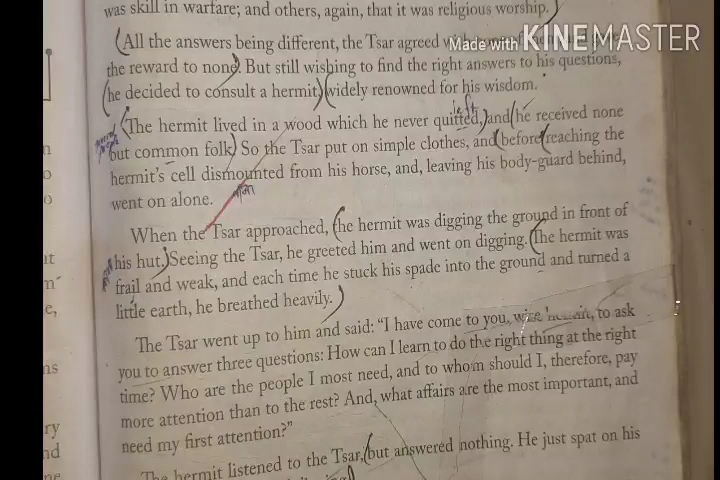 was skill in warfare; and others, again, that it was religious worship.
Made with KINEMASTER
All the answers being different, the Tsar agreed with
the reward to none. But still wishing to find the right answers to his questions,
he decided to consult a hermit, widely renowned for his wisdom.
left
The hermit lived in a wood which he never quitted, and he received none
but common folk. So the Tsar put on simple clothes, and before reaching the
hermit's cell dismounted from his horse, and, leaving his body-guard behind,
went on alone.
When the Tsar approached, the hermit was digging the ground in front of
his hut. Seeing the Tsar, he greeted him and went on digging. The hermit was
frail and weak, and each time he stuck his spade into the ground and turned a
little earth, he breathed heavily.
The Tsar went up to him and said: "I have come to you, wise hermit, to ask
you to answer three questions: How can I learn to do the right thing at the right
time? Who are the people I most need, and to whom should I, therefore, pay
more attention than to the rest? And, what affairs are the most important, and
need my first attention?"
The hermit listened to the Tsar, but answered nothing. He just spat on his
n
o
o
it
n'
e,
ns
ry
nd
ne